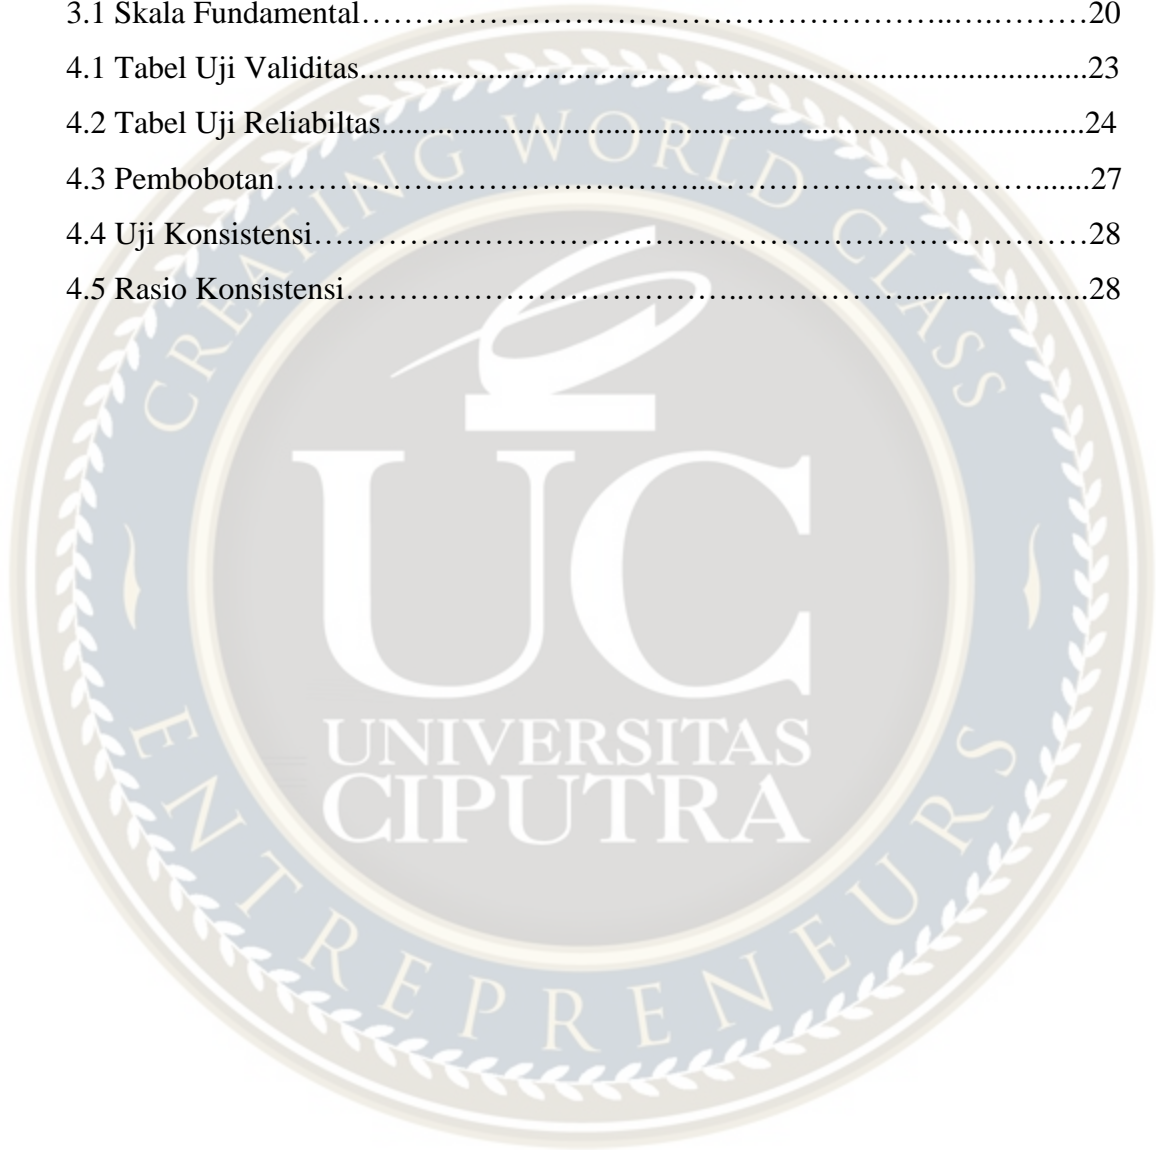 3.1 Skala Fundamental……………………………………………..….………20
4.1 Tabel Uji Validitas...........................................................................................23
4.2 Tabel Uji Reliabiltas........................................................................................24
4.3 Pembobotan………………………………...……………………………….......27
4.4 Uji Konsistensi………………………………….………………………………28
4.5 Rasio Konsistensi………………………………..………………......................28
CREATING WORLD CLASS
UC
UNIVERSITAS
CIPUTRA
ENTREPRENEURS